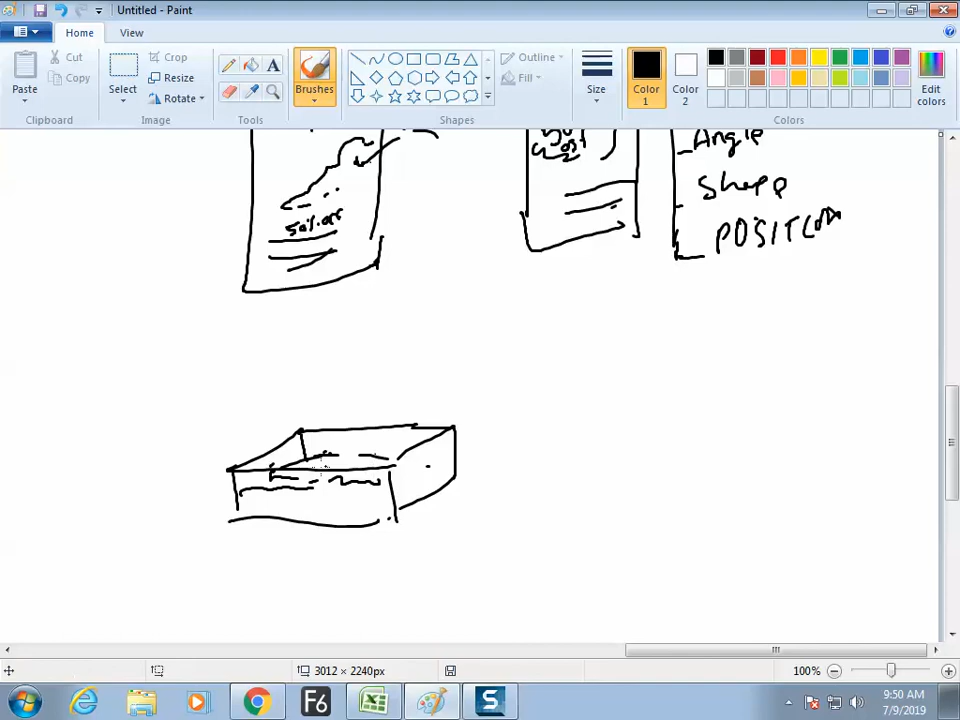 Untitled - Paint
Home
View
Paste
Cut
Copy
Clipboard
Select
Crop
Resize
Rotate
Image
A
Tools
Brushes
Shapes
Outline
Fill
Size
Color 1
Color 2
Colors
Edit colors
Angle
Shape
POSITION
100%
3012 × 2240px
F6
S
9:50 AM
7/9/2019